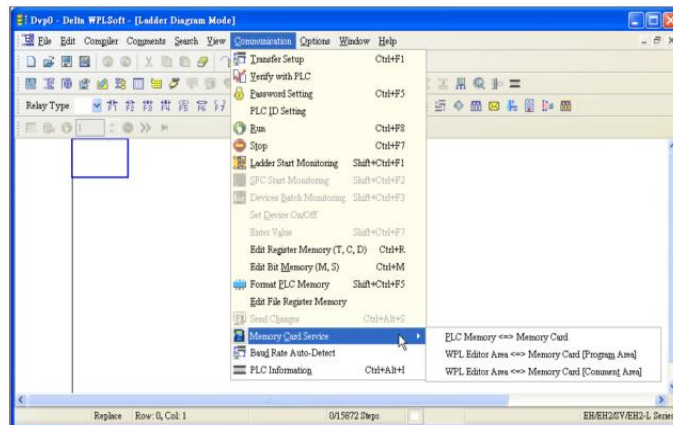 Dvp0 - Delta WPLSoft - [Ladder Diagram Mode]
File Edit Compiler Comments Search View Communication Options Window Help
Transfer Setup Ctrl+F1
Verify with PLC
Password Setting Ctrl+F5
PLC ID Setting
Relay Type
Run Ctrl+F8
Stop Ctrl+F7
1
Ladder Start Monitoring Shift+Ctrl+F1
SFC Start Monitoring Shift+Ctrl+F2
Devices Batch Monitoring Shift+Ctrl+F3
Set Device On/Off
Enter Value Shift+Ctrl+F7
Edit Register Memory (T, C, D) Ctrl+R
Edit Bit Memory (M, S) Ctrl+M
Format PLC Memory Shift+Ctrl+F5
Edit File Register Memory
Send Changes Ctrl+Alt+S
Memory Card Service
PLC Memory <=> Memory Card
Baud Rate Auto-Detect
WPL Editor Area <=> Memory Card [Program Area]
PLC Information Ctrl+Alt+I
WPL Editor Area <=> Memory Card [Comment Area]
Replace Row: 0, Col: 1 0/15872 Steps EH/EH2/SV/EH2-L Series